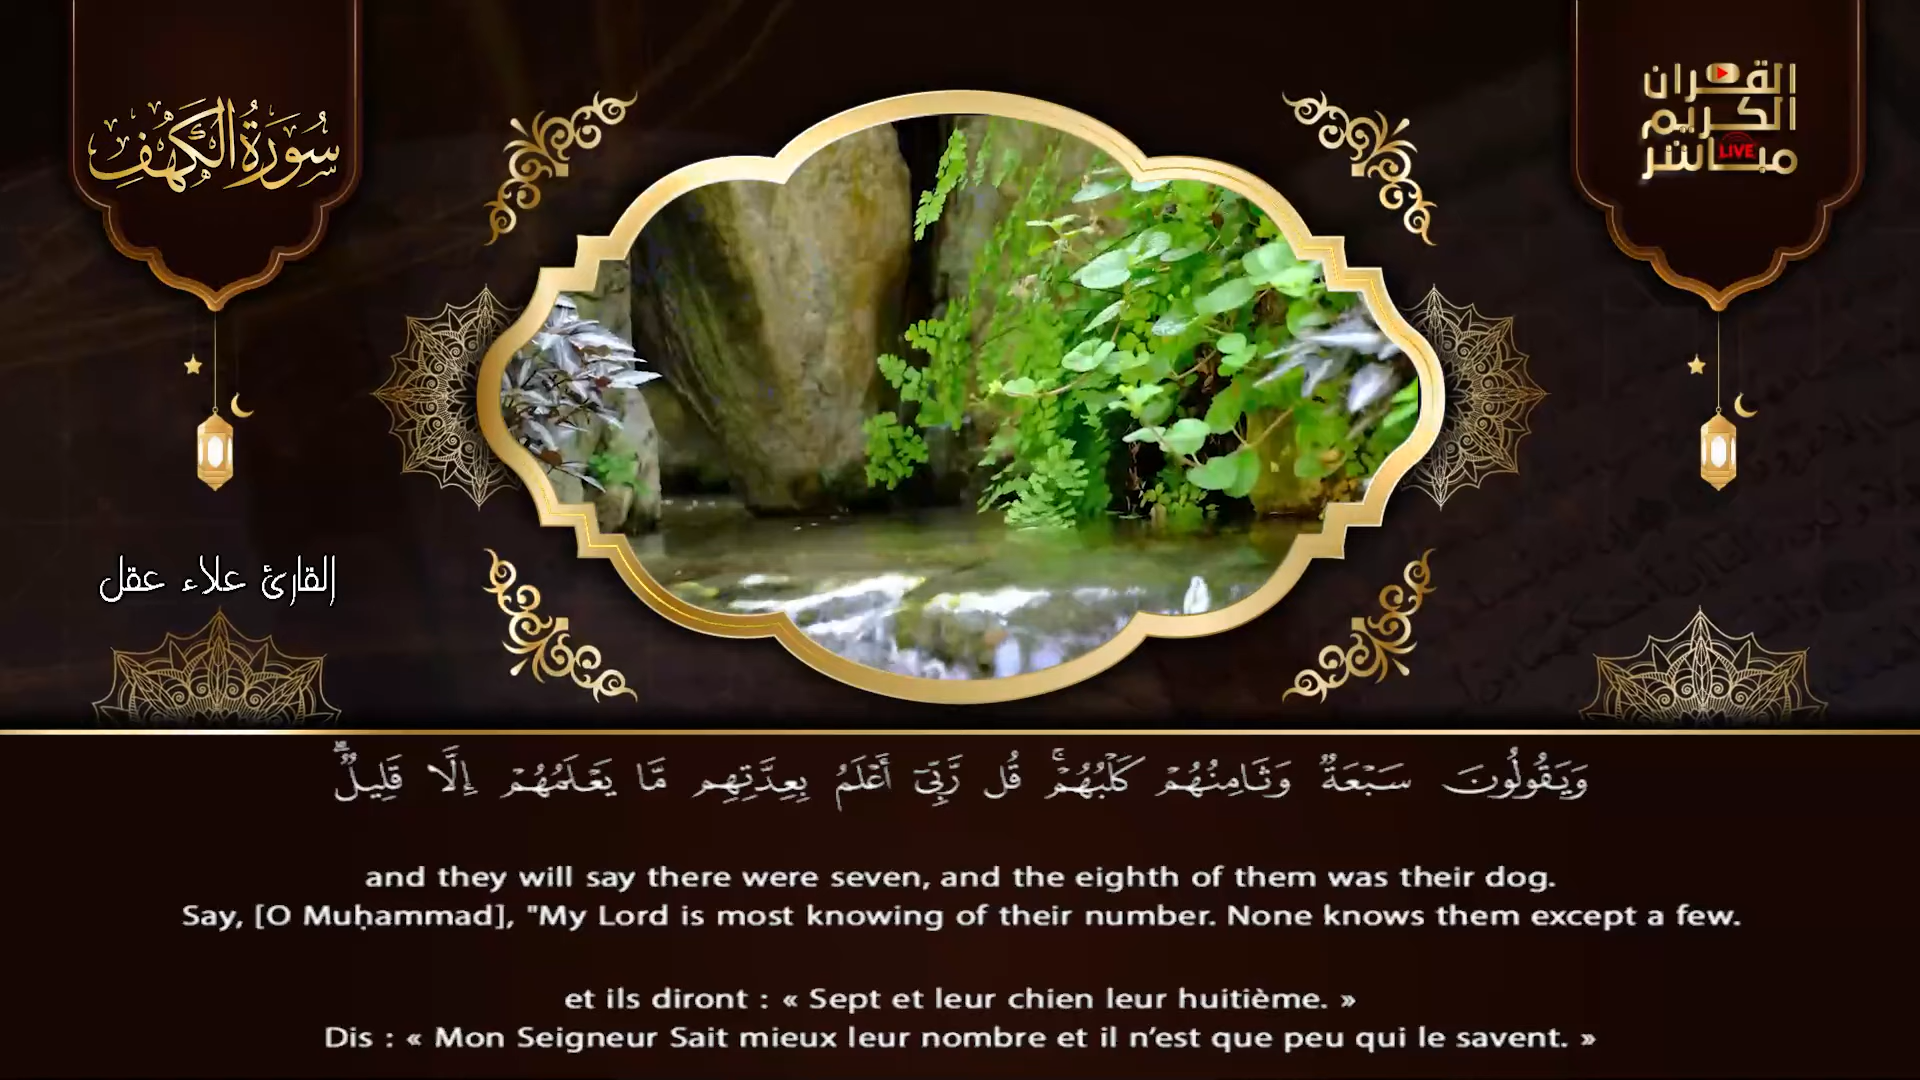 سُورَةُ الكَهْفِ
القرآن
الكريم
مباشر
LIVE
القارئ علاء عقل
وَيَقُولُونَ سَبْعَةٌ وَثَامِنُهُمْ كَلْبُهُمْ ۚ قُل رَّبِّي أَعْلَمُ بِعِدَّتِهِم مَّا يَعْلَمُهُمْ إِلَّا قَلِيلٌ ۗ
and they will say there were seven, and the eighth of them was their dog.
Say, [O Muḥammad], "My Lord is most knowing of their number. None knows them except a few.
et ils diront : « Sept et leur chien leur huitième. »
Dis : « Mon Seigneur Sait mieux leur nombre et il n’est que peu qui le savent. »